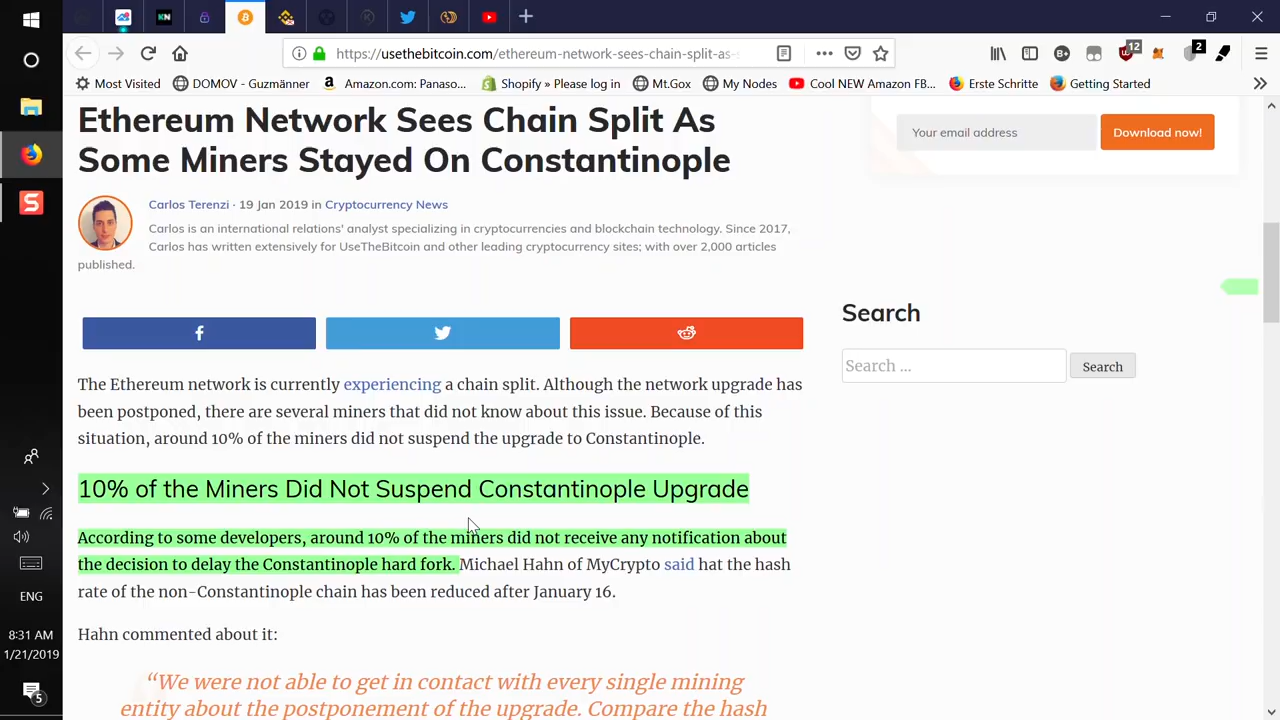 https://usethebitcoin.com/ethereum-network-sees-chain-split-as-s
12
2
Most Visited
DOMOV - Guzmänner
Amazon.com: Panaso...
Shopify » Please log in
Mt.Gox
My Nodes
Cool NEW Amazon FB...
Erste Schritte
Getting Started
Ethereum Network Sees Chain Split As
Some Miners Stayed On Constantinople
Your email address
Download now!
Carlos Terenzi · 19 Jan 2019 in Cryptocurrency News
Carlos is an international relations' analyst specializing in cryptocurrencies and blockchain technology. Since 2017,
Carlos has written extensively for UseTheBitcoin and other leading cryptocurrency sites; with over 2,000 articles
published.
Search
Search ...
Search
The Ethereum network is currently experiencing a chain split. Although the network upgrade has
been postponed, there are several miners that did not know about this issue. Because of this
situation, around 10% of the miners did not suspend the upgrade to Constantinople.
10% of the Miners Did Not Suspend Constantinople Upgrade
According to some developers, around 10% of the miners did not receive any notification about
the decision to delay the Constantinople hard fork. Michael Hahn of MyCrypto said hat the hash
rate of the non-Constantinople chain has been reduced after January 16.
Hahn commented about it:
“We were not able to get in contact with every single mining
entity about the postponement of the upgrade. Compare the hash
ENG
8:31 AM
1/21/2019
5